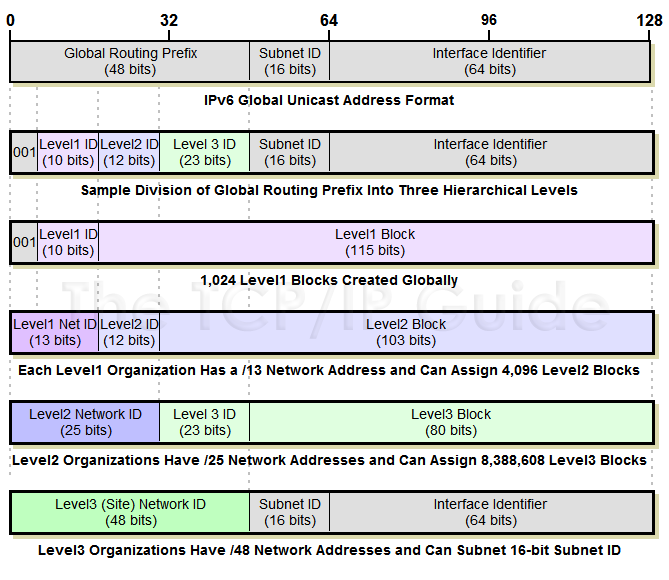 0 32 64 96 128
Global Routing Prefix Subnet ID Interface Identifier
(48 bits) (16 bits) (64 bits)
IPv6 Global Unicast Address Format
001 Level1 ID Level2 ID Level 3 ID Subnet ID Interface Identifier
(10 bits) (12 bits) (23 bits) (16 bits) (64 bits)
Sample Division of Global Routing Prefix Into Three Hierarchical Levels
001 Level1 ID Level1 Block
(10 bits) (115 bits)
1,024 Level1 Blocks Created Globally
The TCP/IP Guide
Level1 Net ID Level2 ID Level2 Block
(13 bits) (12 bits) (103 bits)
Each Level1 Organization Has a /13 Network Address and Can Assign 4,096 Level2 Blocks
Level2 Network ID Level 3 ID Level3 Block
(25 bits) (23 bits) (80 bits)
Level2 Organizations Have /25 Network Addresses and Can Assign 8,388,608 Level3 Blocks
Level3 (Site) Network ID Subnet ID Interface Identifier
(48 bits) (16 bits) (64 bits)
Level3 Organizations Have /48 Network Addresses and Can Subnet 16-bit Subnet ID